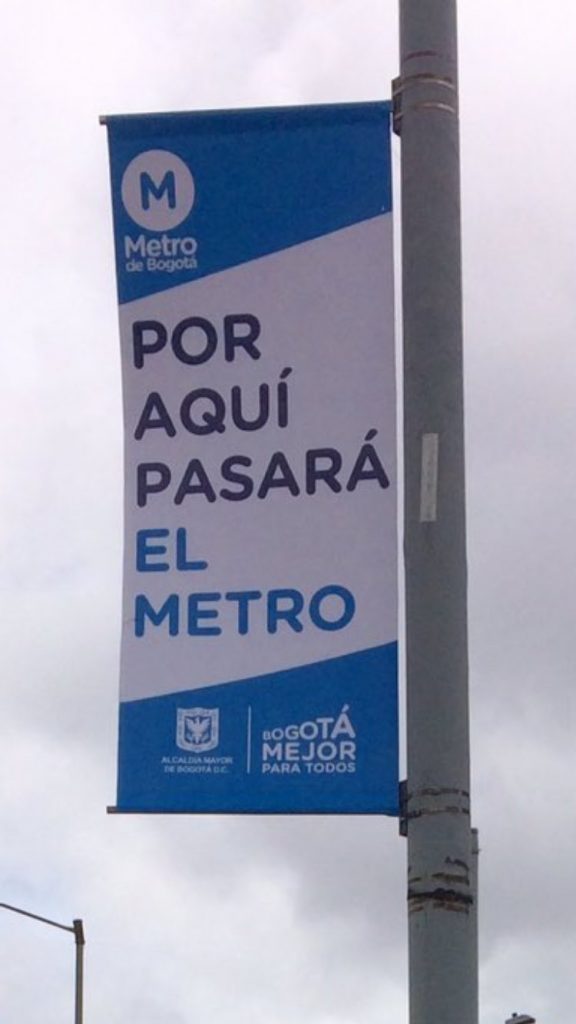 M
Metro
de Bogotá
POR
AQUÍ
PASARÁ
EL
METRO
ALCALDÍA MAYOR
DE BOGOTÁ D.C.
BOGOTÁ
MEJOR
PARA TODOS